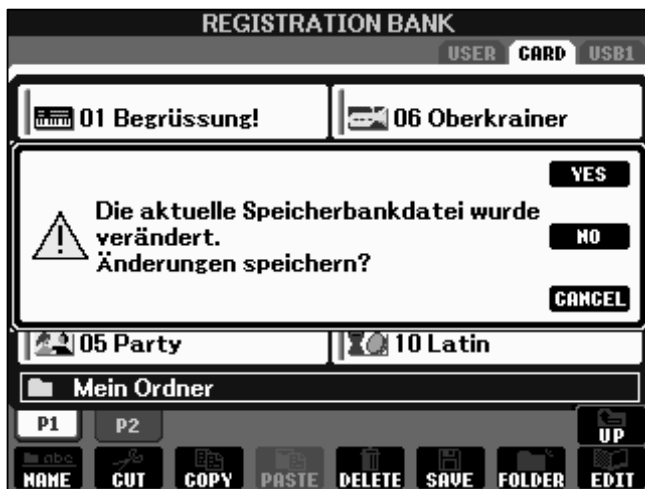 REGISTRATION BANK
USER CARD USB1
01 Begrüssung! 06 Oberkrainer
YES
Die aktuelle Speicherbankdatei wurde
verändert.
NO
Änderungen speichern?
CANCEL
05 Party 10 Latin
Mein Ordner
P1 P2
UP
abc
NAME CUT COPY PASTE DELETE SAVE FOLDER EDIT